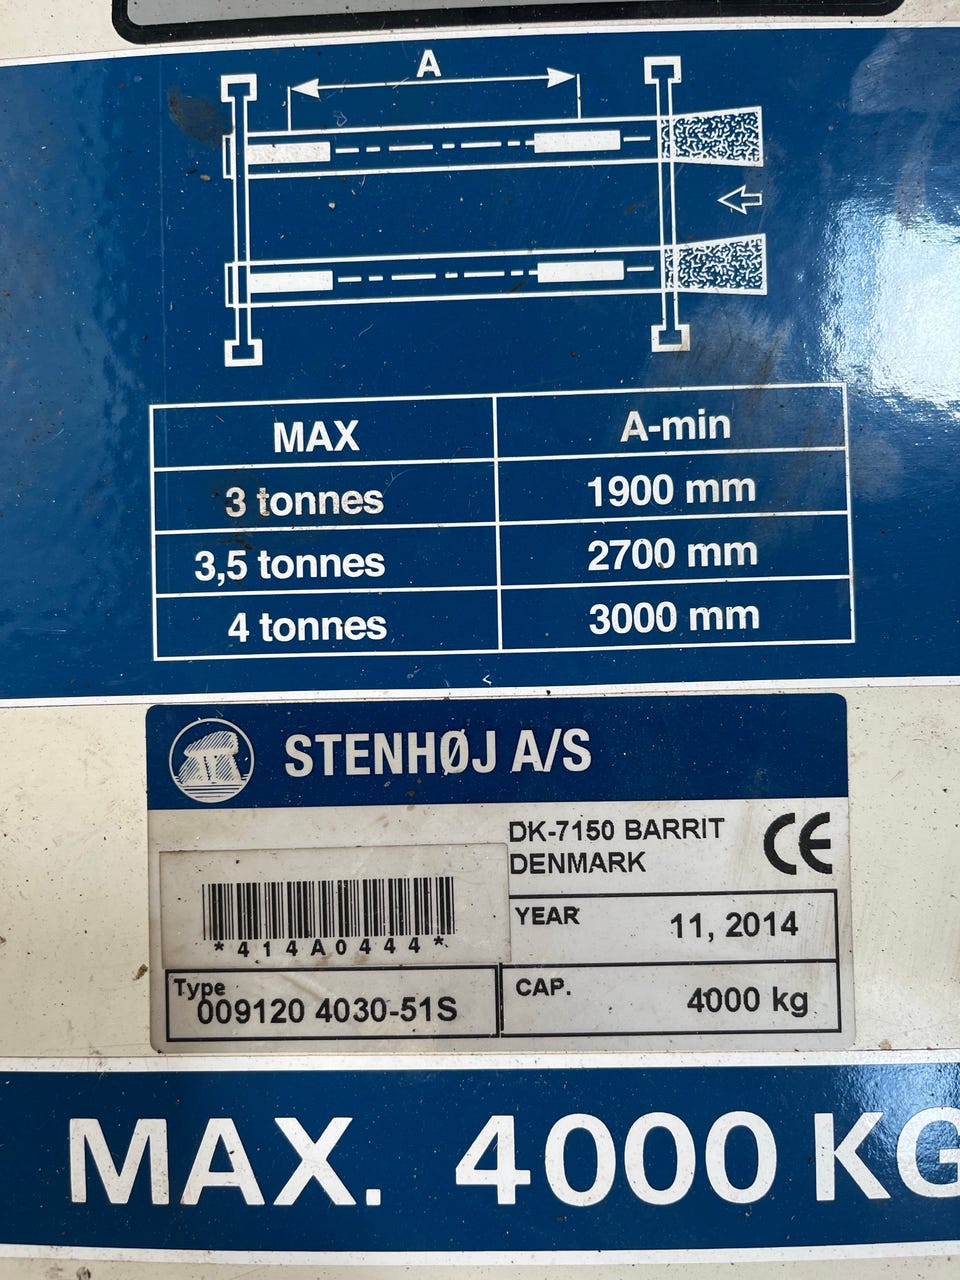 A
MAX A-min
3 tonnes 1900 mm
3,5 tonnes 2700 mm
4 tonnes 3000 mm
STENHØJ A/S
DK-7150 BARRIT
DENMARK
CE
*414A0444*
YEAR 11, 2014
Type
009120 4030-51S
CAP. 4000 kg
MAX. 4000 KG